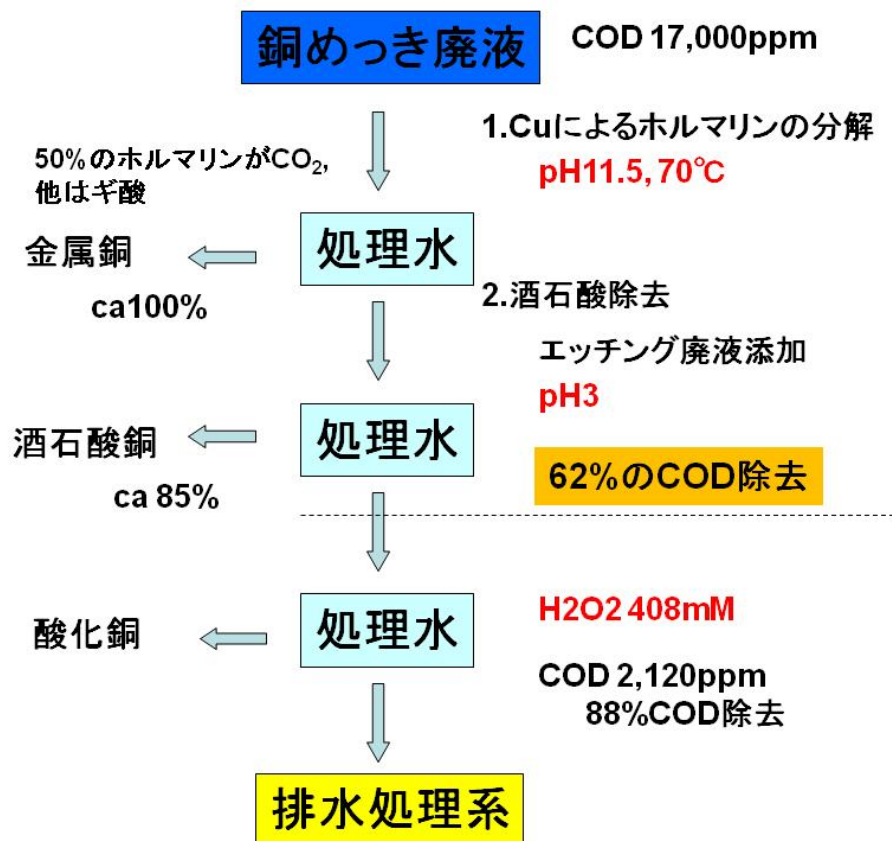 銅めっき廃液
COD 17,000ppm
1.Cuによるホルマリンの分解
pH11.5, 70℃
50%のホルマリンがCO2,
他はギ酸
処理水
金属銅
ca100%
2.酒石酸除去
エッチング廃液添加
pH3
処理水
酒石酸銅
ca 85%
62%のCOD除去
処理水
酸化銅
H2O2 408mM
COD 2,120ppm
88%COD除去
排水処理系